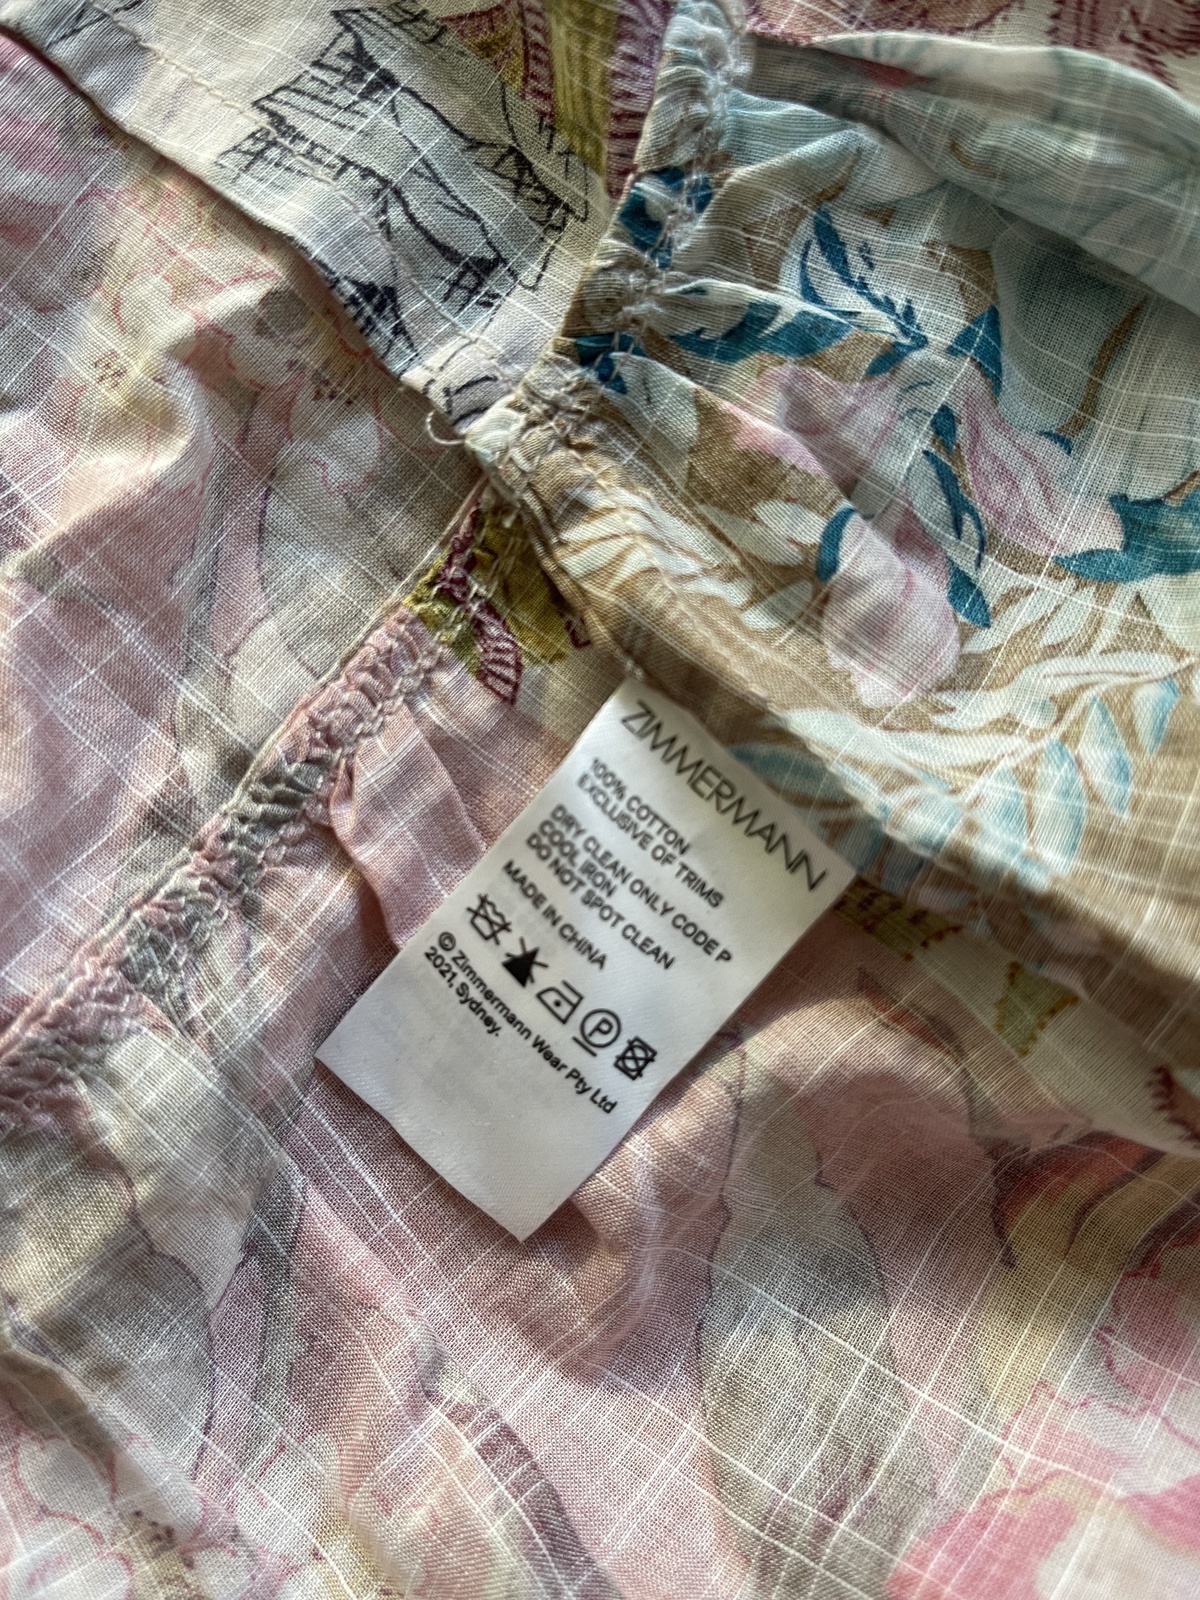 ZIMMERMANN
100% COTTON
EXCLUSIVE OF TRIMS
DRY CLEAN ONLY CODE P
COOL IRON
DO NOT SPOT CLEAN
MADE IN CHINA
P
© Zimmermann Wear Pty Ltd
2021, Sydney.